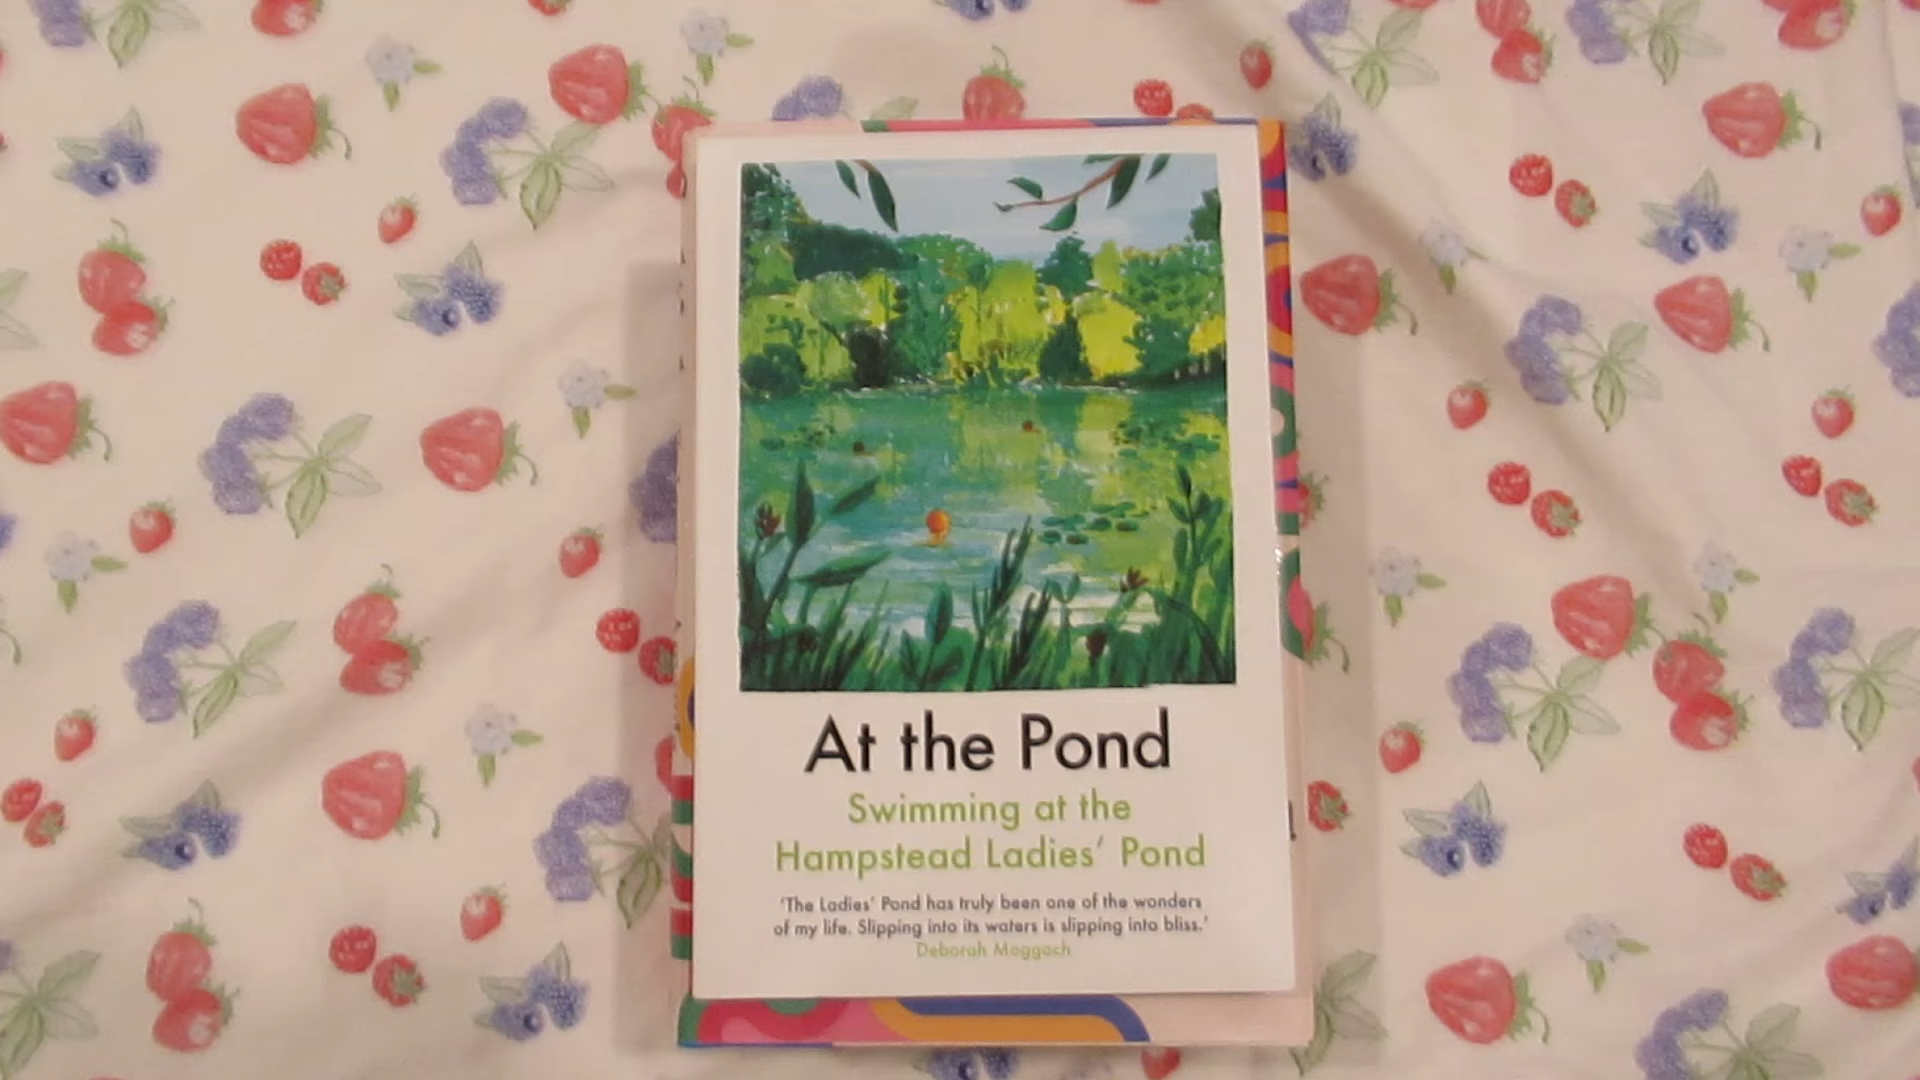 At the Pond
Swimming at the
Hampstead Ladies' Pond
'The Ladies' Pond has truly been one of the wonders
of my life. Slipping into its waters is slipping into bliss.'
Deborah Moggach